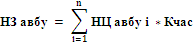 НЗ авбу = n ∑ i=1 НЦ авбу i * Кчас